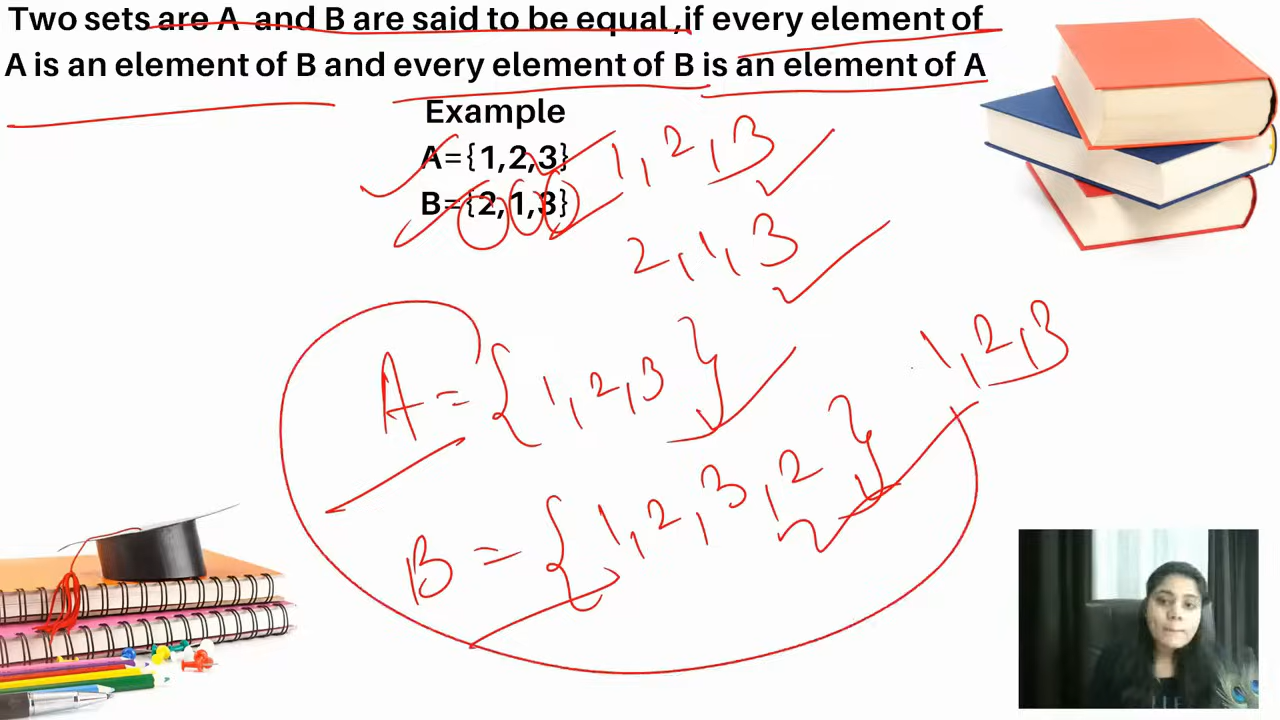 Two sets are A and B are said to be equal ,if every element of
A is an element of B and every element of B is an element of A
Example
A={1,2,3}
B={2,1,3}
1,2,3
2,1,3
A={1,2,3}
1,2,3
B={1,2,3,2}